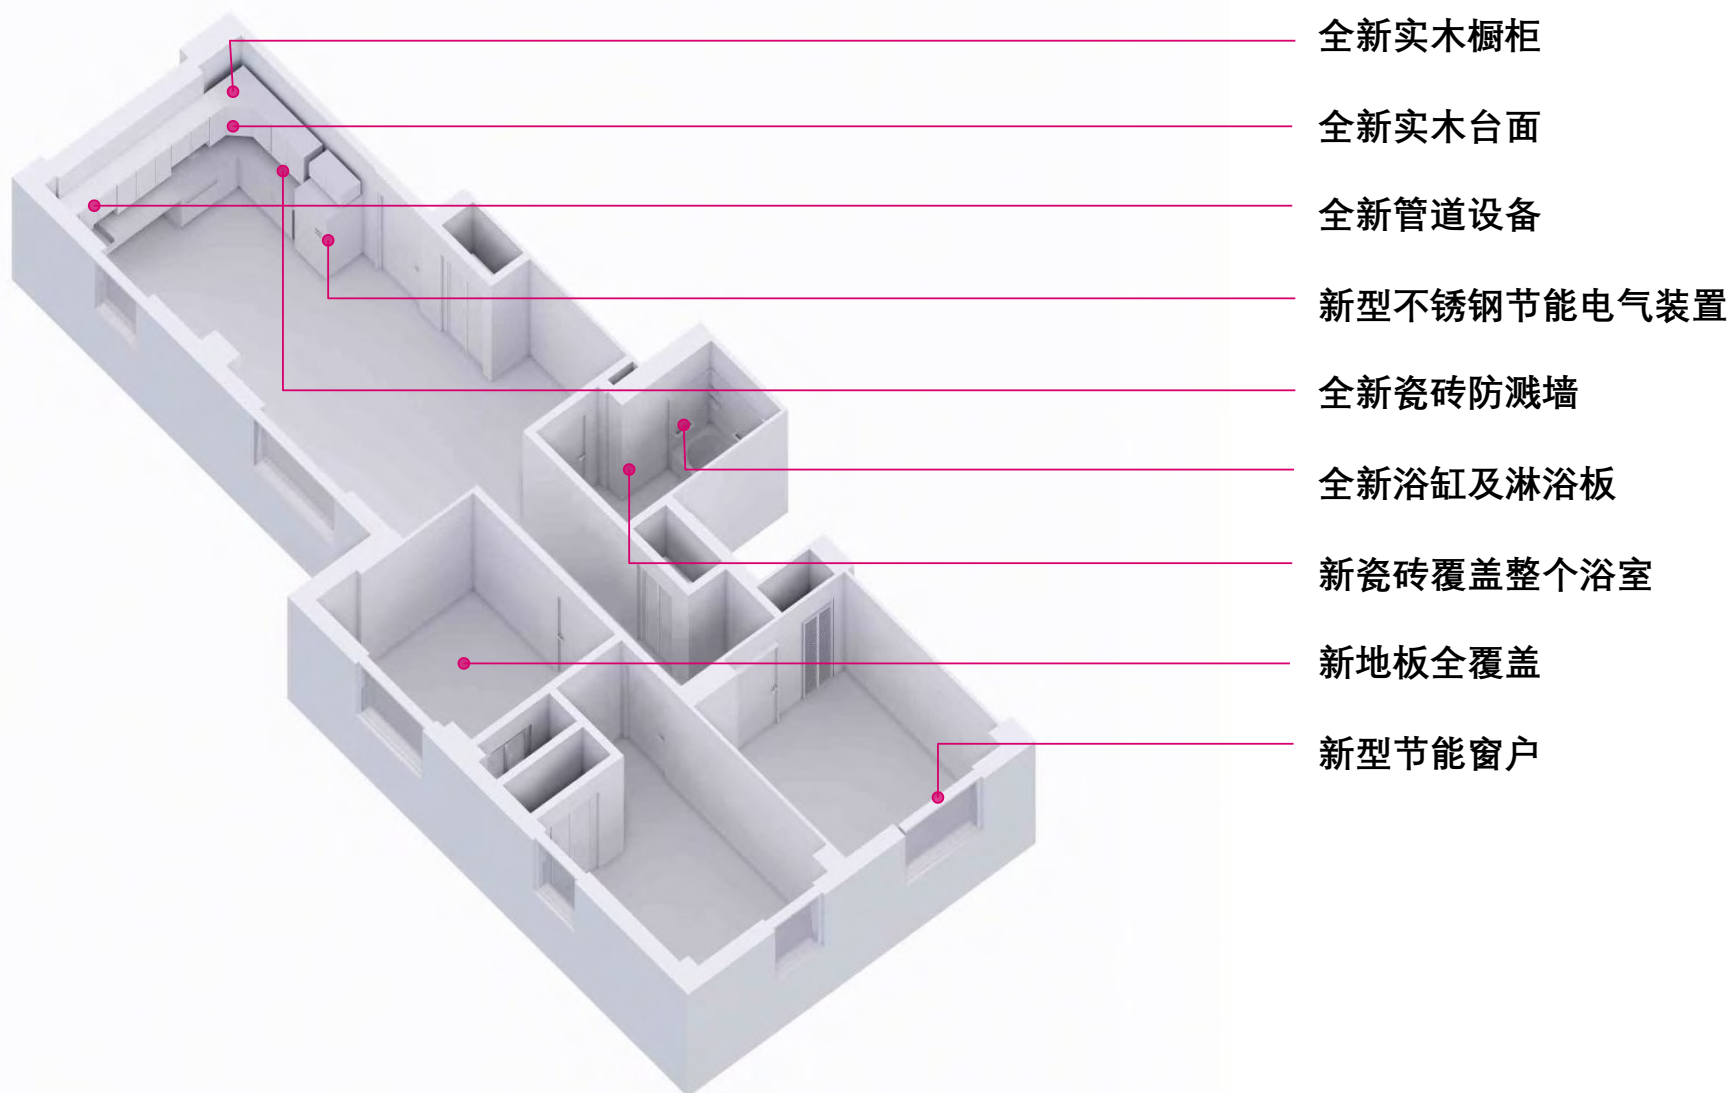 全新实木橱柜
全新实木台面
全新管道设备
新型不锈钢节能电气装置
全新瓷砖防溅墙
全新浴缸及淋浴板
新瓷砖覆盖整个浴室
新地板全覆盖
新型节能窗户